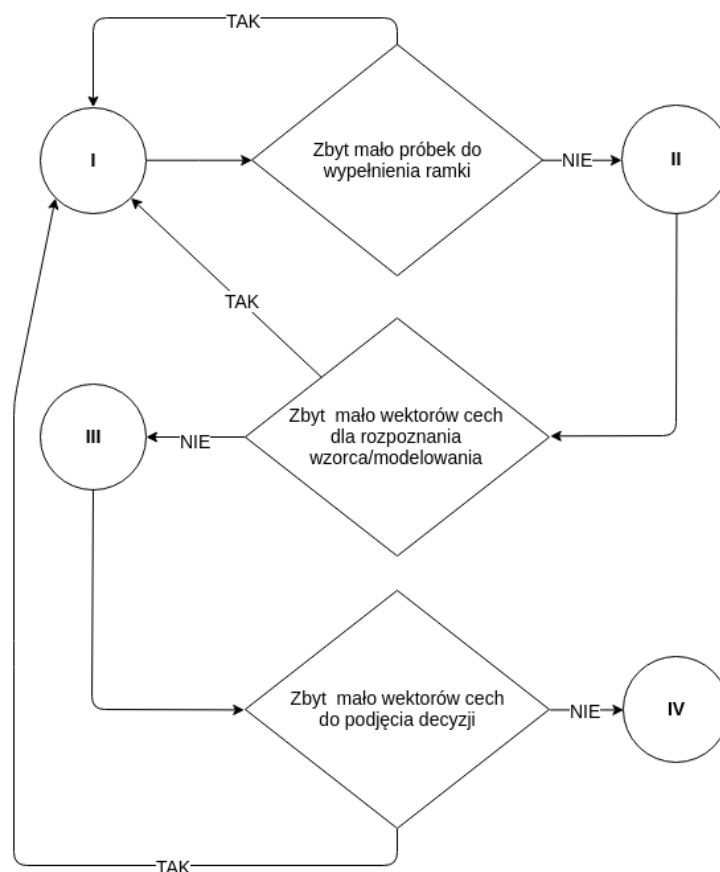 TAK
I
Zbyt mało próbek do
wypełnienia ramki
NIE
II
TAK
III
NIE
Zbyt mało wektorów cech
dla rozpoznania
wzorca/modelowania
Zbyt mało wektorów cech
do podjęcia decyzji
NIE
IV
TAK